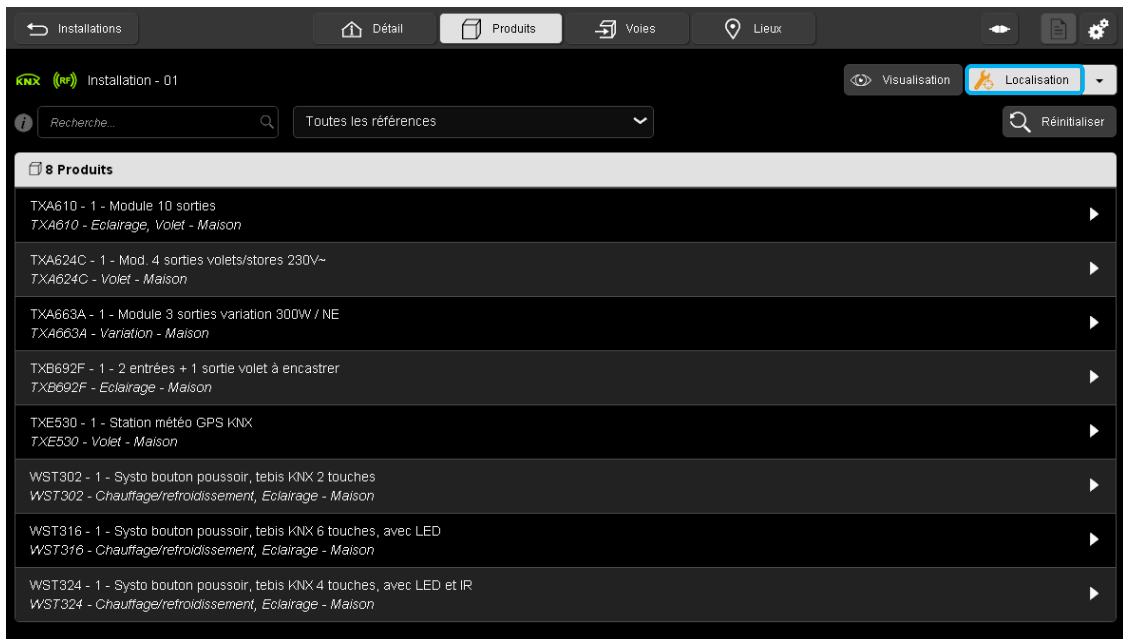 Installations
Détail
Produits
Voies
Lieux
KNX ((RF)) Installation - 01
Visualisation
Localisation
i
Recherche...
Toutes les références
Réinitialiser
8 Produits
TXA610 - 1 - Module 10 sorties
TXA610 - Eclairage, Volet - Maison
TXA624C - 1 - Mod. 4 sorties volets/stores 230V~
TXA624C - Volet - Maison
TXA663A - 1 - Module 3 sorties variation 300W / NE
TXA663A - Variation - Maison
TXB692F - 1 - 2 entrées + 1 sortie volet à encastrer
TXB692F - Eclairage - Maison
TXE530 - 1 - Station météo GPS KNX
TXE530 - Volet - Maison
WST302 - 1 - Systo bouton poussoir, tebis KNX 2 touches
WST302 - Chauffage/refroidissement, Eclairage - Maison
WST316 - 1 - Systo bouton poussoir, tebis KNX 6 touches, avec LED
WST316 - Chauffage/refroidissement, Eclairage - Maison
WST324 - 1 - Systo bouton poussoir, tebis KNX 4 touches, avec LED et IR
WST324 - Chauffage/refroidissement, Eclairage - Maison